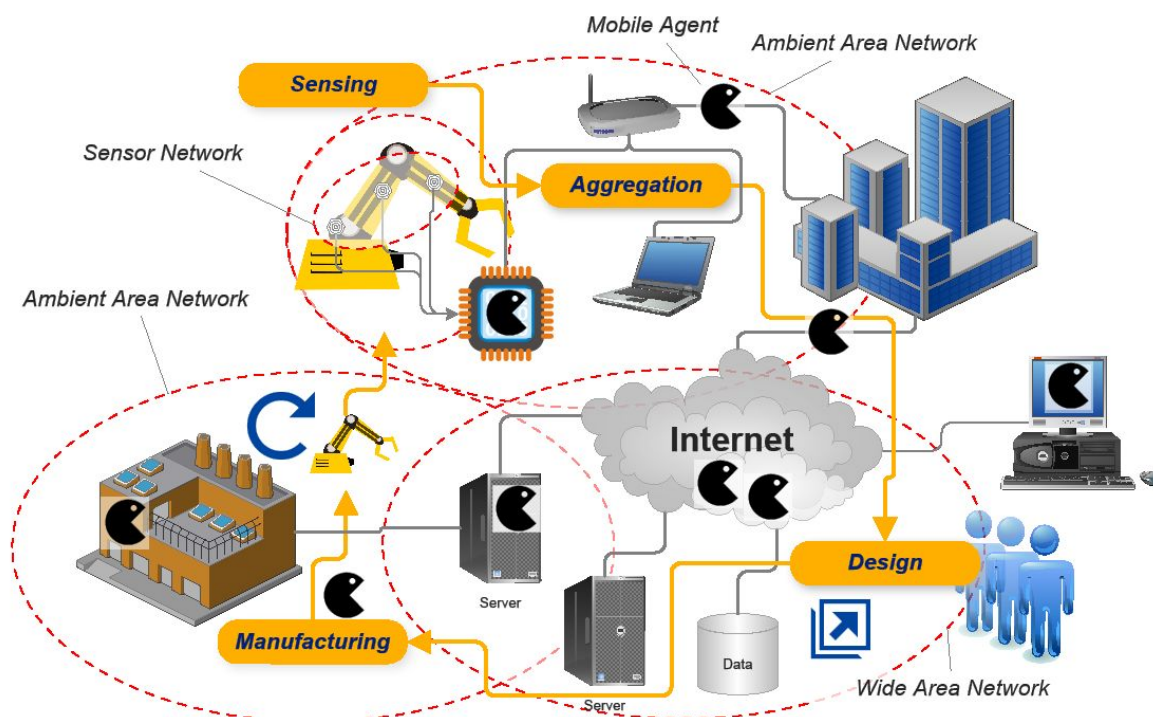 Mobile Agent
Ambient Area Network
Sensing
Sensor Network
Aggregation
Ambient Area Network
Internet
Design
Server
Manufacturing
Data
Wide Area Network
Server